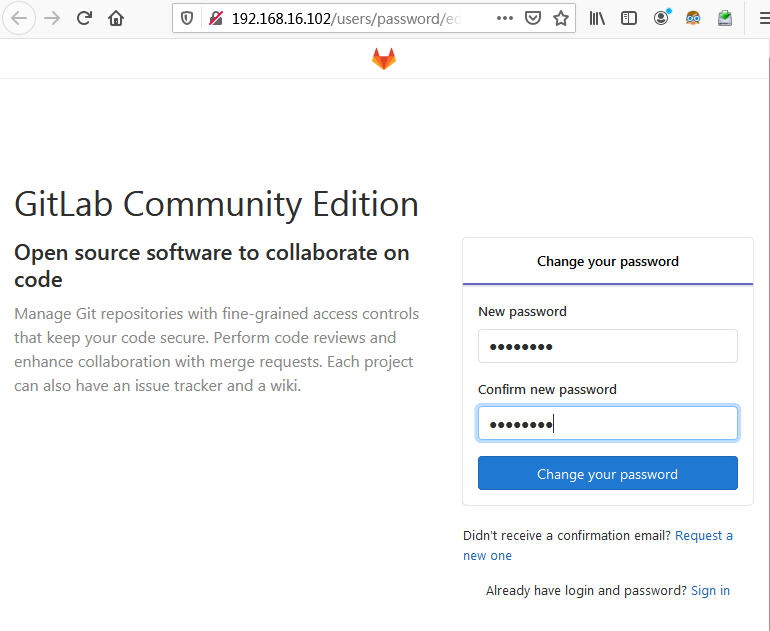 192.168.16.102/users/password/ed
GitLab Community Edition
Open source software to collaborate on
code
Manage Git repositories with fine-grained access controls
that keep your code secure. Perform code reviews and
enhance collaboration with merge requests. Each project
can also have an issue tracker and a wiki.
Change your password
New password
●●●●●●●●
Confirm new password
●●●●●●●●
Change your password
Didn't receive a confirmation email? Request a
new one
Already have login and password? Sign in